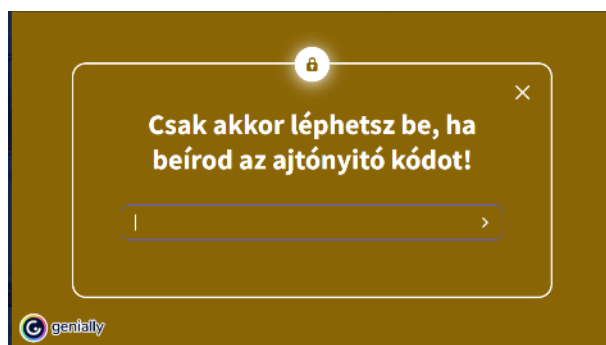 Csak akkor léphetsz be, ha
beírod az ajtónyitó kódot!
genially